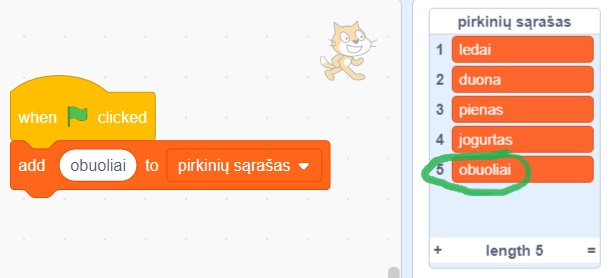 when clicked
add obuoliai to pirkinių sąrašas
pirkinių sąrašas
1 ledai
2 duona
3 pienas
4 jogurtas
5 obuoliai
+ length 5 =